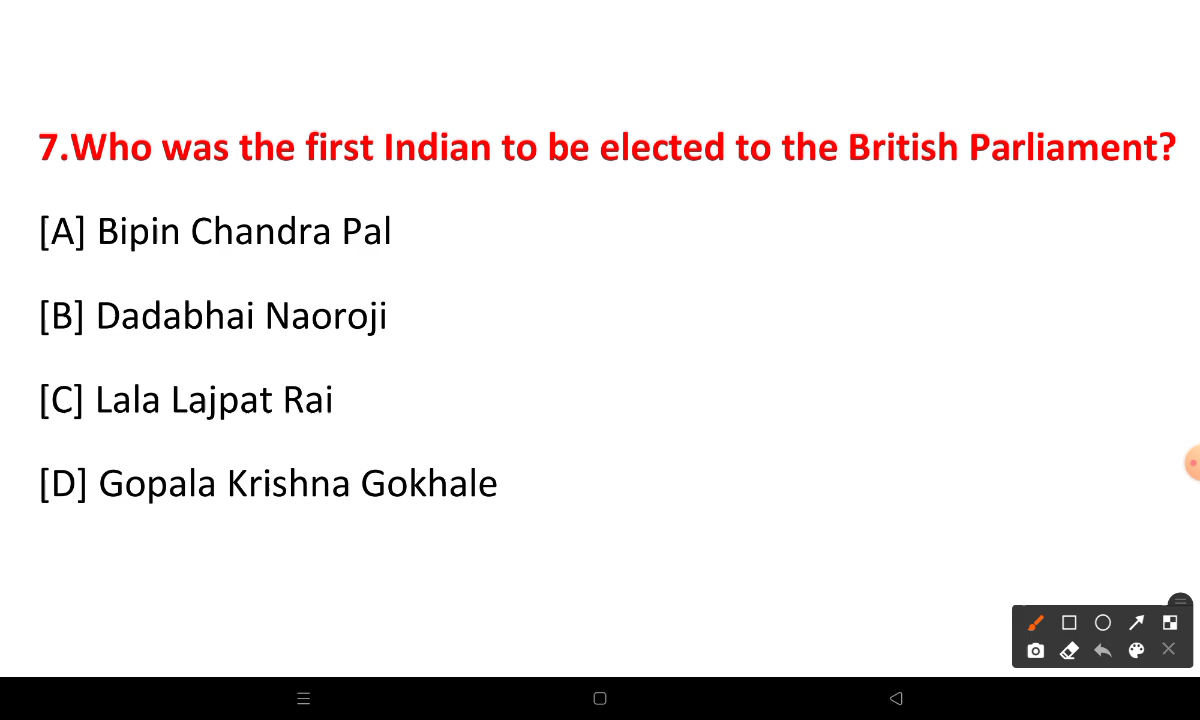 7.Who was the first Indian to be elected to the British Parliament?
[A] Bipin Chandra Pal
[B] Dadabhai Naoroji
[C] Lala Lajpat Rai
[D] Gopala Krishna Gokhale